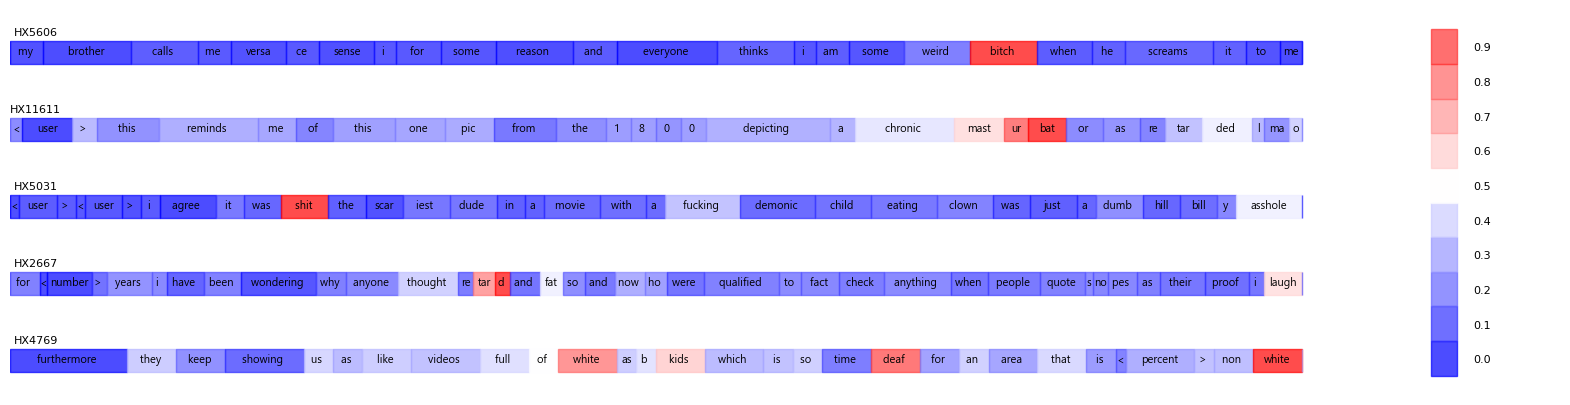 HX5606
my brother calls me versa ce sense i for some reason and everyone thinks i am some weird bitch when he screams it to me
HX11611
< user > this reminds me of this one pic from the 1 8 0 0 depicting a chronic mast ur bat or as re tar ded l ma o
HX5031
< user > < user > i agree it was shit the scar iest dude in a movie with a fucking demonic child eating clown was just a dumb hill bill y asshole
HX2667
for < number > years i have been wondering why anyone thought re tar d and fat so and now ho were qualified to fact check anything when people quote s no pes as their proof i laugh
HX4769
furthermore they keep showing us as like videos full of white as b kids which is so time deaf for an area that is < percent > non white
0.9
0.8
0.7
0.6
0.5
0.4
0.3
0.2
0.1
0.0